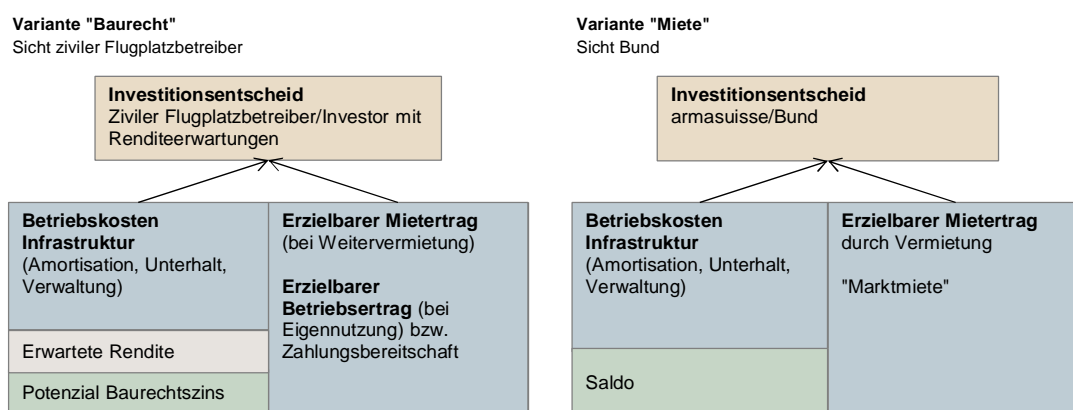 Variante "Baurecht"
Sicht ziviler Flugplatzbetreiber
Investitionsentscheid
Ziviler Flugplatzbetreiber/Investor mit
Renditeerwartungen
Betriebskosten
Infrastruktur
(Amortisation, Unterhalt,
Verwaltung)
Erwartete Rendite
Potenzial Baurechtszins
Erzielbarer Mietertrag
(bei Weitervermietung)
Erzielbarer
Betriebsertrag (bei
Eigennutzung) bzw.
Zahlungsbereitschaft
Variante "Miete"
Sicht Bund
Investitionsentscheid
armasuisse/Bund
Betriebskosten
Infrastruktur
(Amortisation, Unterhalt,
Verwaltung)
Saldo
Erzielbarer Mietertrag
durch Vermietung
"Marktmiete"